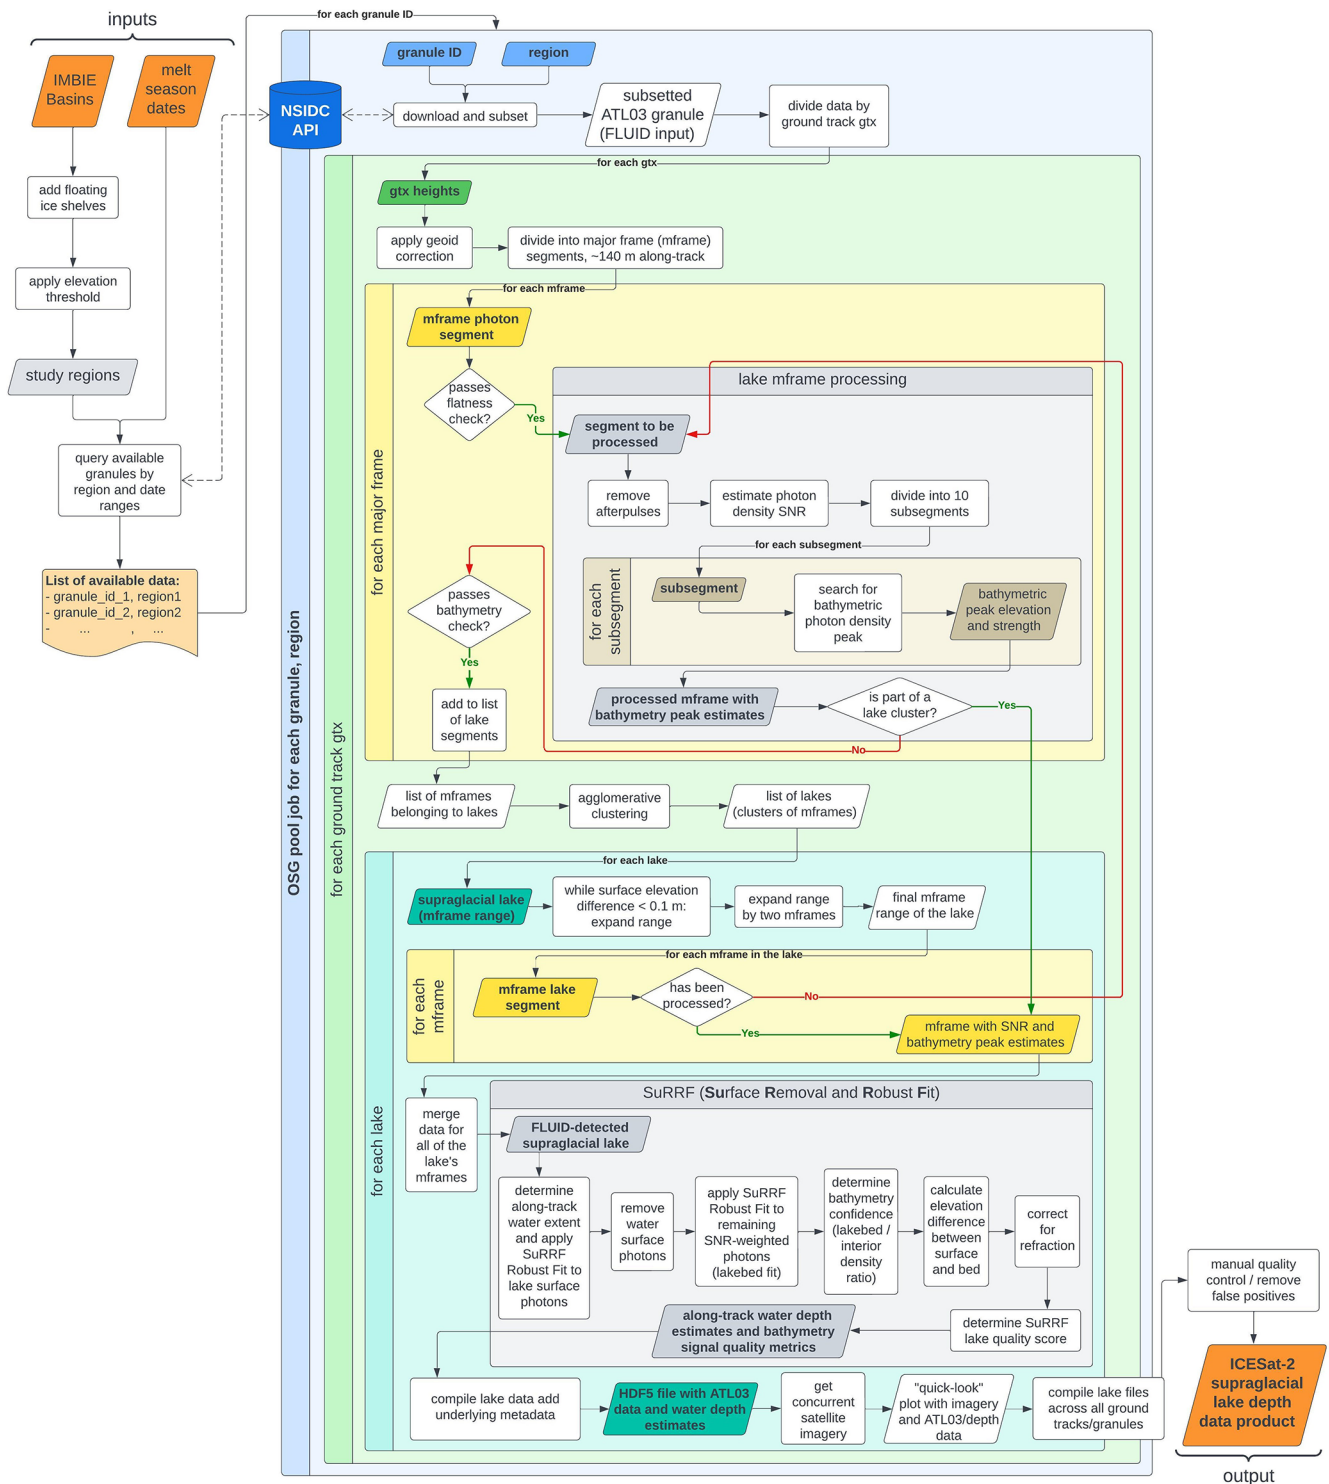 inputs
IMBIE
Basins
melt
season
dates
add floating
ice shelves
apply elevation
threshold
study regions
query available
granules by
region and date
ranges
List of available data:
- granule_id_1, region1
- granule_id_2, region2
- ... , ...
for each granule ID
OSG pool job for each granule, region
granule ID
region
NSIDC
API
download and subset
subsetted
ATL03 granule
(FLUID input)
divide data by
ground track gtx
for each gtx
for each ground track gtx
gtx heights
apply geoid
correction
divide into major frame (mframe)
segments, ~140 m along-track
for each mframe
for each major frame
mframe photon
segment
passes
flatness
check?
Yes
lake mframe processing
segment to be
processed
remove
afterpulses
estimate photon
density SNR
divide into 10
subsegments
for each subsegment
for each
subsegment
subsegment
search for
bathymetric
photon density
peak
bathymetric
peak elevation
and strength
processed mframe with
bathymetry peak estimates
is part of a
lake cluster?
Yes
No
passes
bathymetry
check?
Yes
add to list
of lake
segments
list of mframes
belonging to lakes
agglomerative
clustering
list of lakes
(clusters of mframes)
for each lake
for each lake
supraglacial lake
(mframe range)
while surface elevation
difference < 0.1 m:
expand range
expand range
by two mframes
final mframe
range of the lake
for each mframe in the lake
for each
mframe
mframe lake
segment
has been
processed?
No
Yes
mframe with SNR and
bathymetry peak estimates
merge
data for
all of the
lake's
mframes
SuRRF (Surface Removal and Robust Fit)
FLUID-detected
supraglacial lake
determine
along-track
water extent
and apply
SuRRF
Robust Fit to
lake surface
photons
remove
water
surface
photons
apply SuRRF
Robust Fit to
remaining
SNR-weighted
photons
(lakebed fit)
determine
bathymetry
confidence
(lakebed /
interior
density
ratio)
calculate
elevation
difference
between
surface
and bed
correct
for
refraction
determine SuRRF
lake quality score
along-track water depth
estimates and bathymetry
signal quality metrics
compile lake data add
underlying metadata
HDF5 file with ATL03
data and water depth
estimates
get
concurrent
satellite
imagery
"quick-look"
plot with imagery
and ATL03/depth
data
compile lake files
across all ground
tracks/granules
manual quality
control / remove
false positives
ICESat-2
supraglacial
lake depth
data product
output